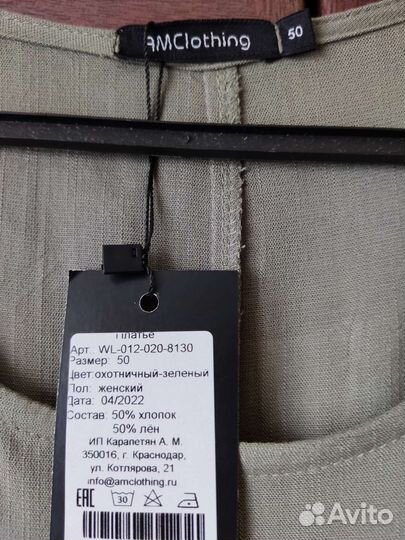 AMClothing
50
Платье
Арт.: WL-012-020-8130
Размер: 50
Цвет:охотничный-зеленый
Пол: женский
Дата: 04/2022
Состав: 50% хлопок
50% лён
ИП Карапетян А. М.
350016, г. Краснодар,
ул. Котлярова, 21
info@amclothing.ru
EAC 30
Avito